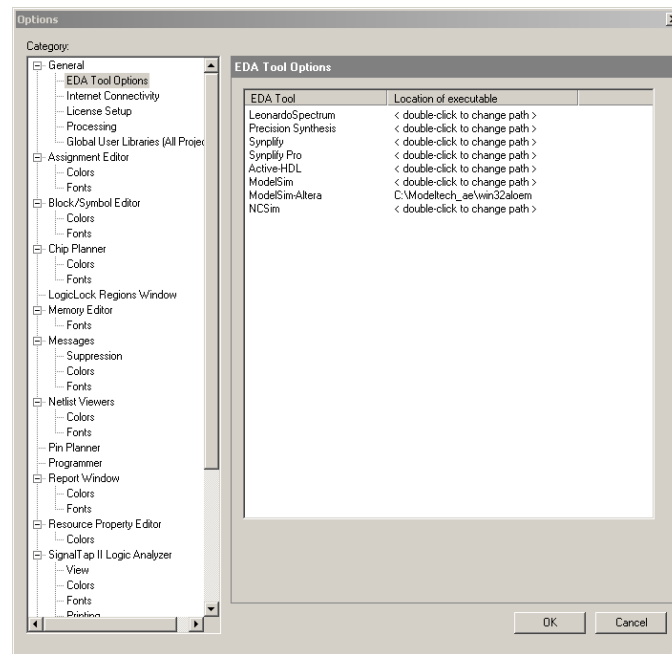 Options
Category:
General
EDA Tool Options
Internet Connectivity
License Setup
Processing
Global User Libraries (All Projec
Assignment Editor
Colors
Fonts
Block/Symbol Editor
Colors
Fonts
Chip Planner
Colors
Fonts
LogicLock Regions Window
Memory Editor
Fonts
Messages
Suppression
Colors
Fonts
Netlist Viewers
Colors
Fonts
Pin Planner
Programmer
Report Window
Colors
Fonts
Resource Property Editor
Colors
SignalTap II Logic Analyzer
View
Colors
Fonts
Printing
EDA Tool Options
EDA Tool Location of executable
LeonardoSpectrum < double-click to change path >
Precision Synthesis < double-click to change path >
Synplify < double-click to change path >
Synplify Pro < double-click to change path >
Active-HDL < double-click to change path >
ModelSim < double-click to change path >
ModelSim-Altera C:\Modeltech_ae\win32aloem
NCSim < double-click to change path >
OK Cancel